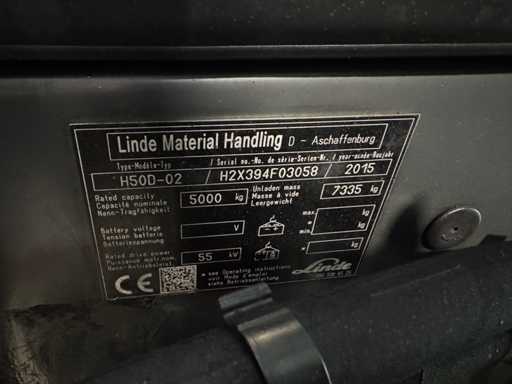 Linde Material Handling D - Aschaffenburg
Type-Modèle-Typ / Serial no.-No. de série-Serien-Nr. / year-année-Baujahr
H50D-02 / H2X394F03058 / 2015
Rated capacity
Capacité nominale
Nenn-Tragfähigkeit
5000 kg
Unladen mass
Masse à vide
Leergewicht
7335 kg
Battery voltage
Tension batterie
Batteriespannung
V
max. kg
min. kg
Rated drive power
Puissance motr.nom
Nenn-Antriebsleist.
55 kW
= kg
CE
* see Operating instructions
voir Mode d'emploi
siehe Betriebsanleitung
Linde